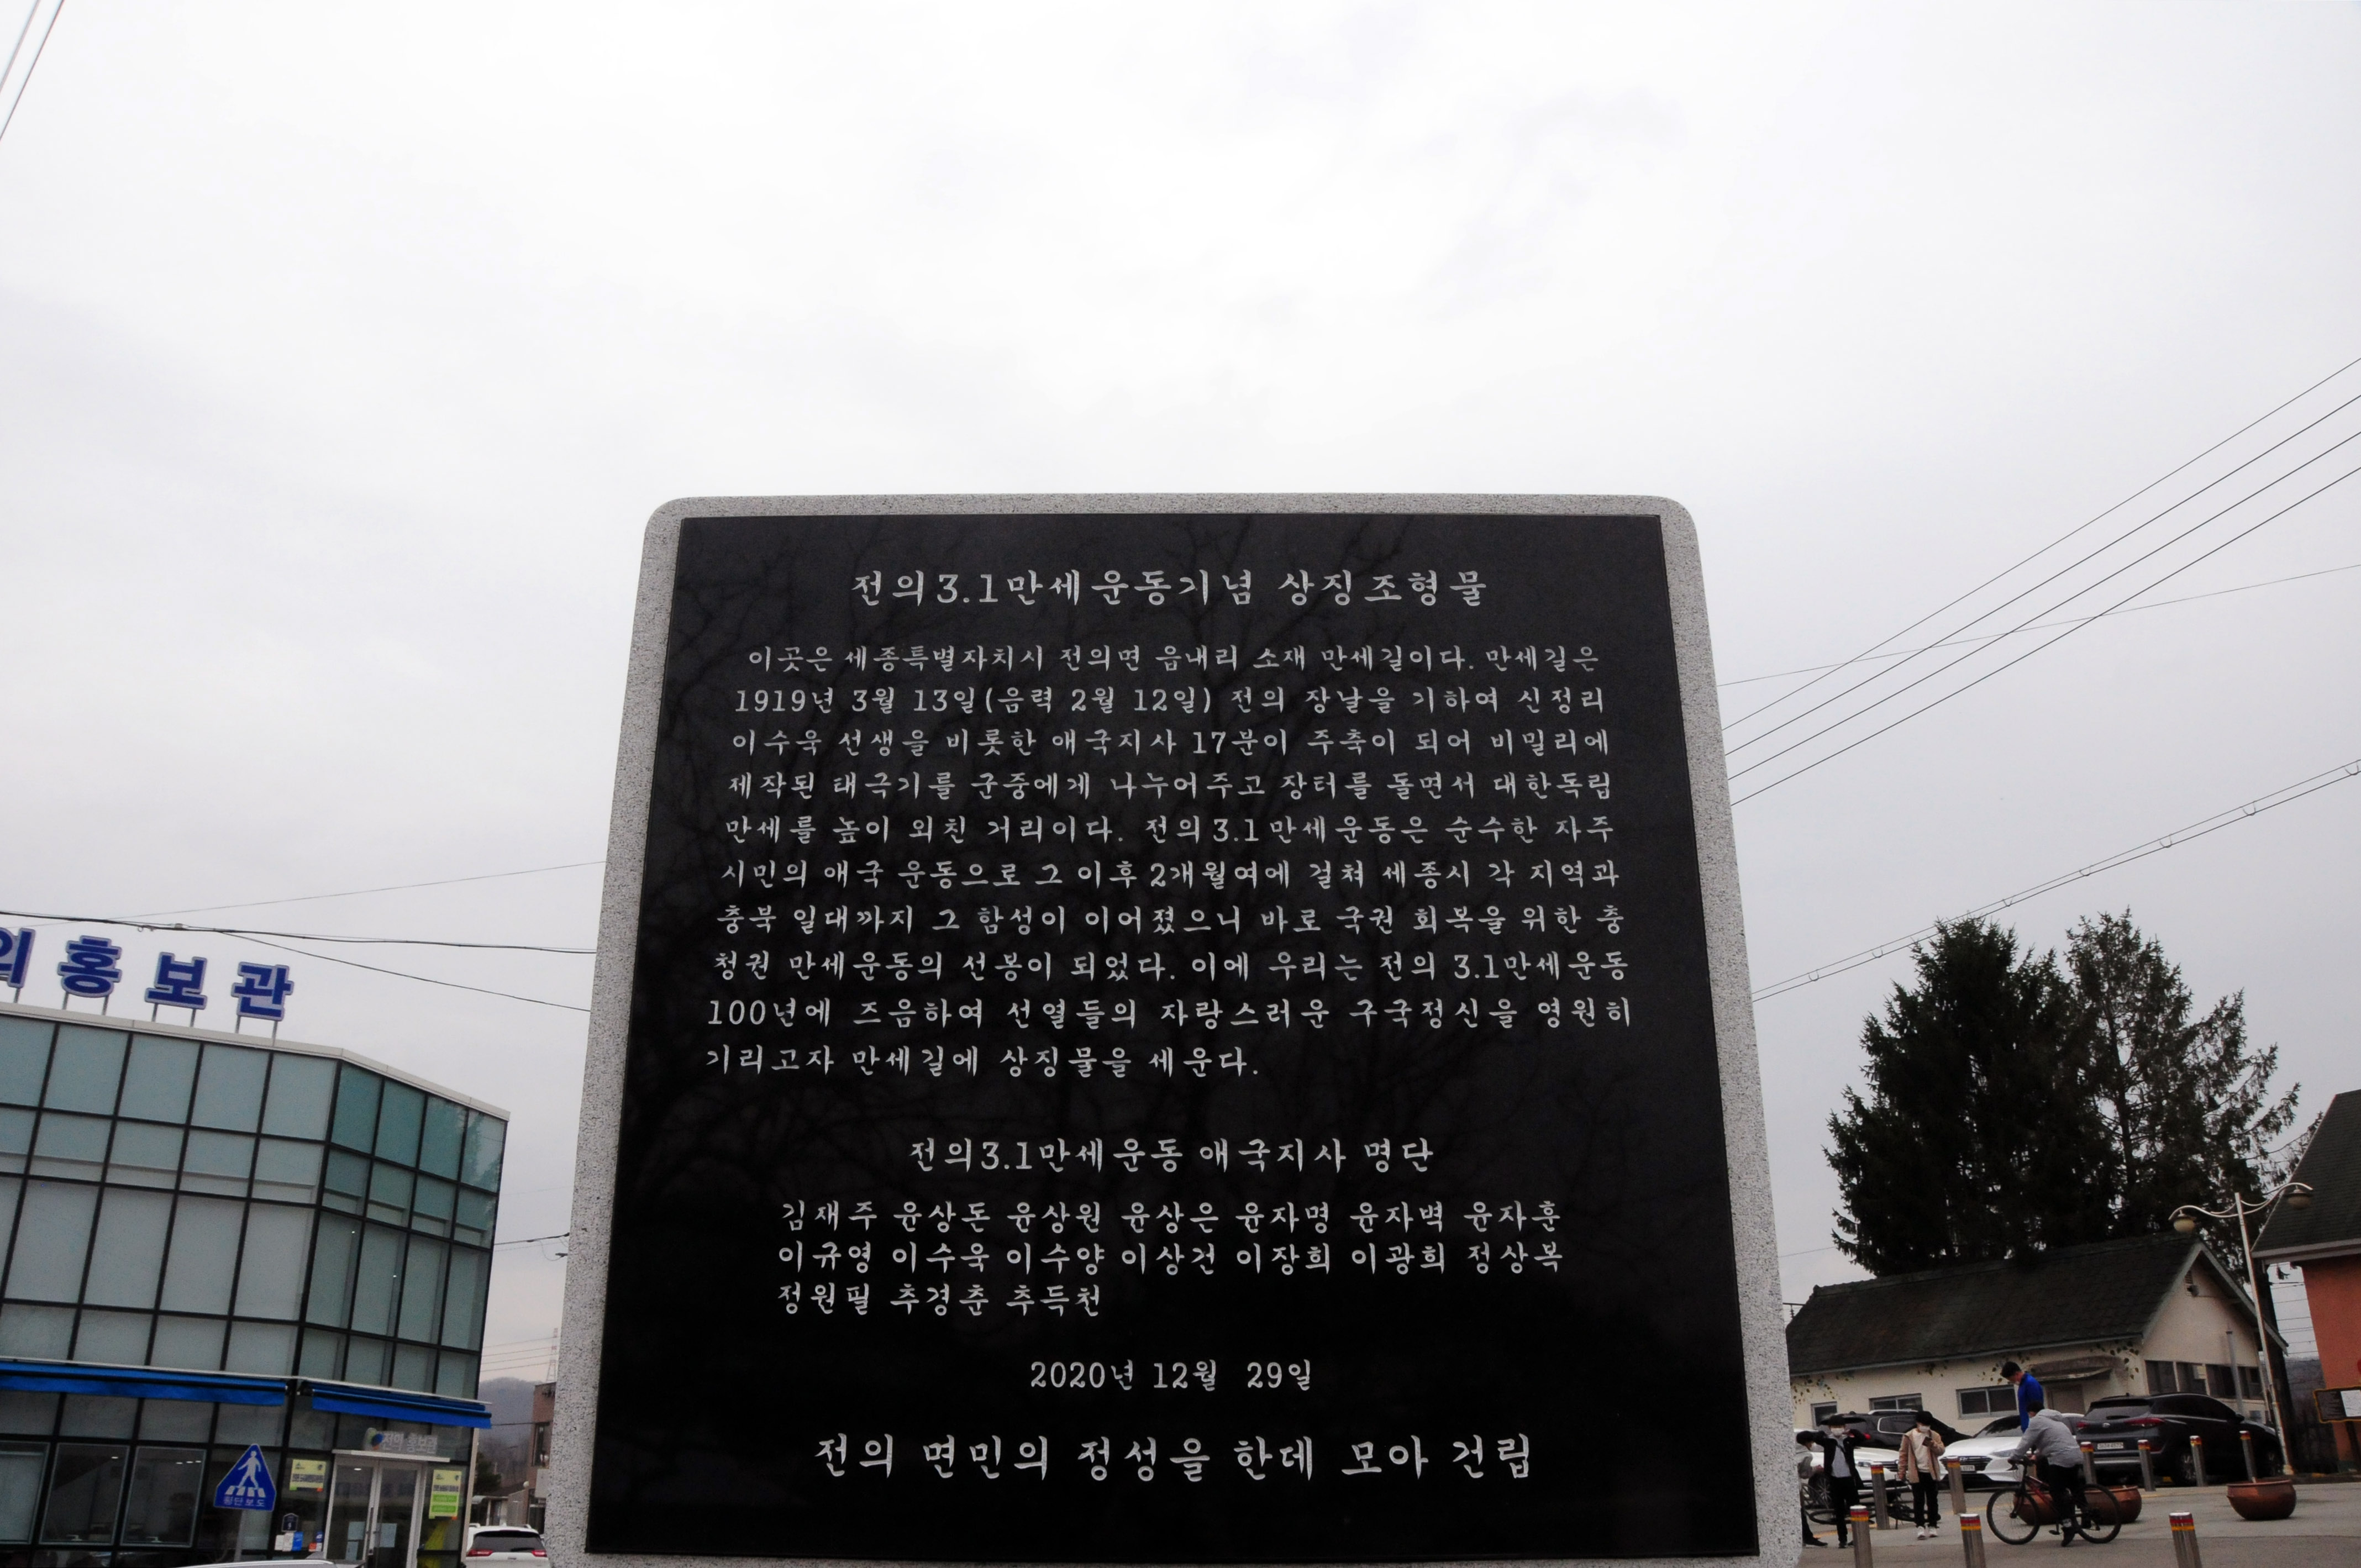 전의3.1만세운동기념 상징조형물
이곳은 세종특별자치시 전의면 읍내리 소재 만세길이다. 만세길은
1919년 3월 13일(음력 2월 12일) 전의 장날을 기하여 신정리
이수욱 선생을 비롯한 애국지사 17분이 주축이 되어 비밀리에
제작된 태극기를 군중에게 나누어주고 장터를 돌면서 대한독립
만세를 높이 외친 거리이다. 전의3.1만세운동은 순수한 자주
시민의 애국 운동으로 그 이후 2개월여에 걸쳐 세종시 각 지역과
충북 일대까지 그 함성이 이어졌으니 바로 국권 회복을 위한 충
청권 만세운동의 선봉이 되었다. 이에 우리는 전의 3.1만세운동
100년에 즈음하여 선열들의 자랑스러운 구국정신을 영원히
기리고자 만세길에 상징물을 세운다.
전의3.1만세운동 애국지사 명단
김재주 윤상돈 윤상원 윤상은 윤자명 윤자벽 윤자훈
이규영 이수욱 이수양 이상건 이장희 이광희 정상복
정원필 추경춘 추득천
2020년 12월 29일
전의 면민의 정성을 한데 모아 건립
의홍보관
횡단보도